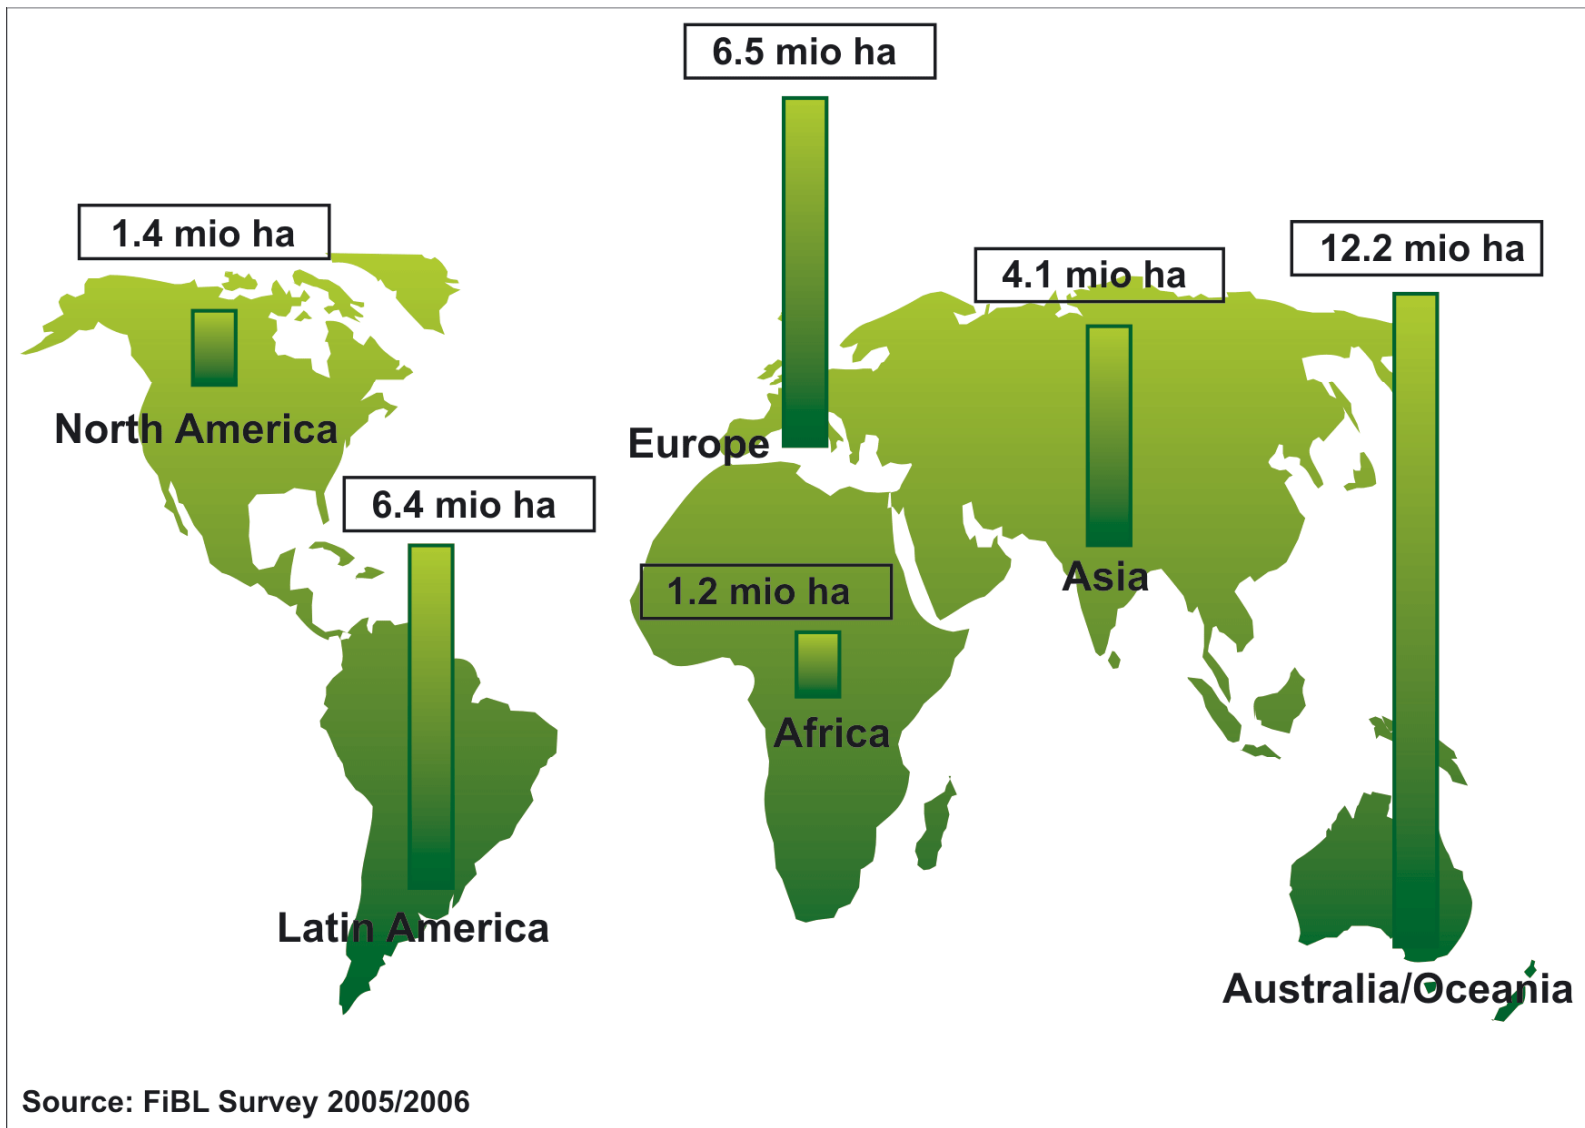 6.5 mio ha
1.4 mio ha
12.2 mio ha
4.1 mio ha
North America
Europe
6.4 mio ha
Asia
1.2 mio ha
Africa
Latin America
Australia/Oceania
Source: FiBL Survey 2005/2006